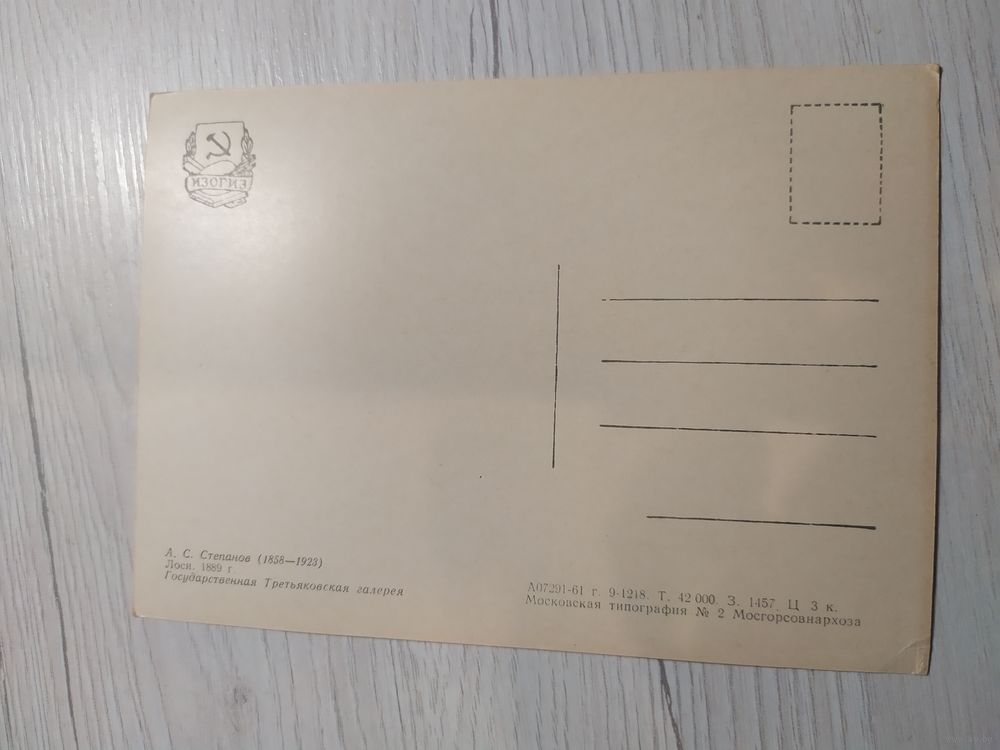 ИЗОГИЗ
А. С. Степанов (1858—1923)
Лоси. 1889 г.
Государственная Третьяковская галерея
А07291-61 г. 9-1218. Т. 42 000. З. 1457. Ц 3 к.
Московская типография № 2 Мосгорсовнархоза